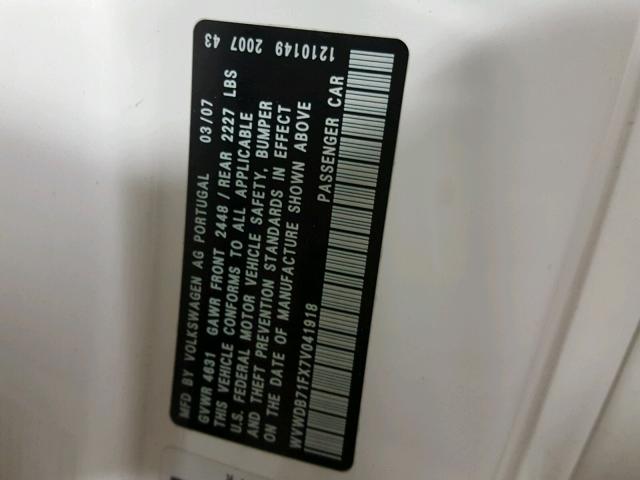 MFD BY VOLKSWAGEN AG PORTUGAL 03/07
GVWR 4631 GAWR FRONT 2448 / REAR 2227 LBS
THIS VEHICLE CONFORMS TO ALL APPLICABLE
U.S. FEDERAL MOTOR VEHICLE SAFETY, BUMPER
AND THEFT PREVENTION STANDARDS IN EFFECT
ON THE DATE OF MANUFACTURE SHOWN ABOVE
WVWDB71FX7V041918 PASSENGER CAR
1210149 2007 43